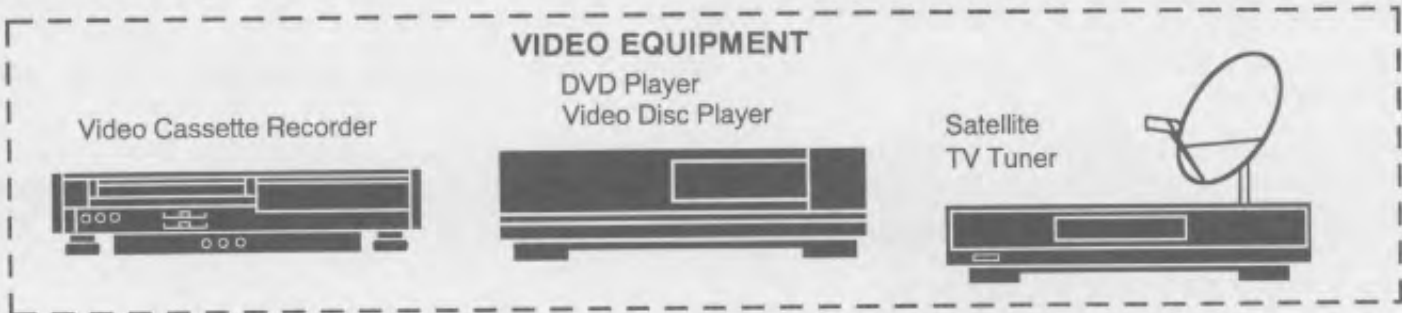 VIDEO EQUIPMENT
DVD Player
Video Disc Player
Video Cassette Recorder
Satellite
TV Tuner